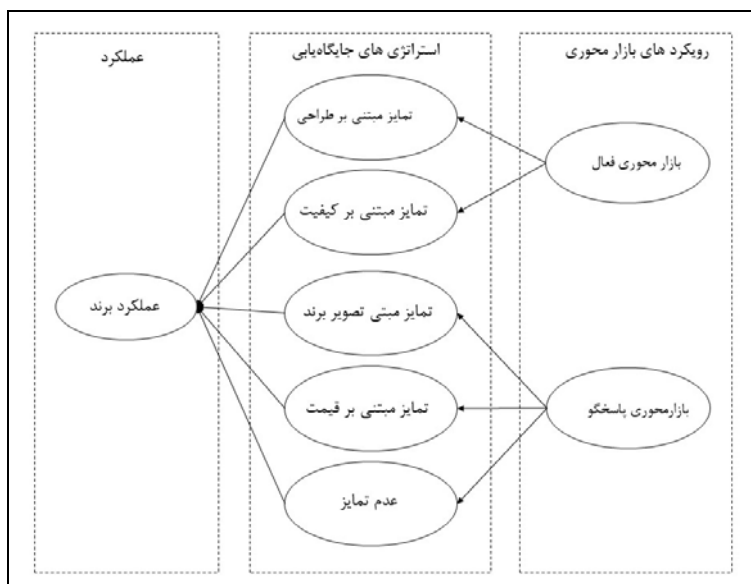 رویکرد های بازار محوری
استراتژی های جایگاه‌یابی
عملکرد
تمایز مبتنی بر طراحی
بازار محوری فعال
تمایز مبتنی بر کیفیت
تمایز مبتی تصویر برند
عملکرد برند
تمایز مبتنی بر قیمت
بازارمحوری پاسخگو
عدم تمایز